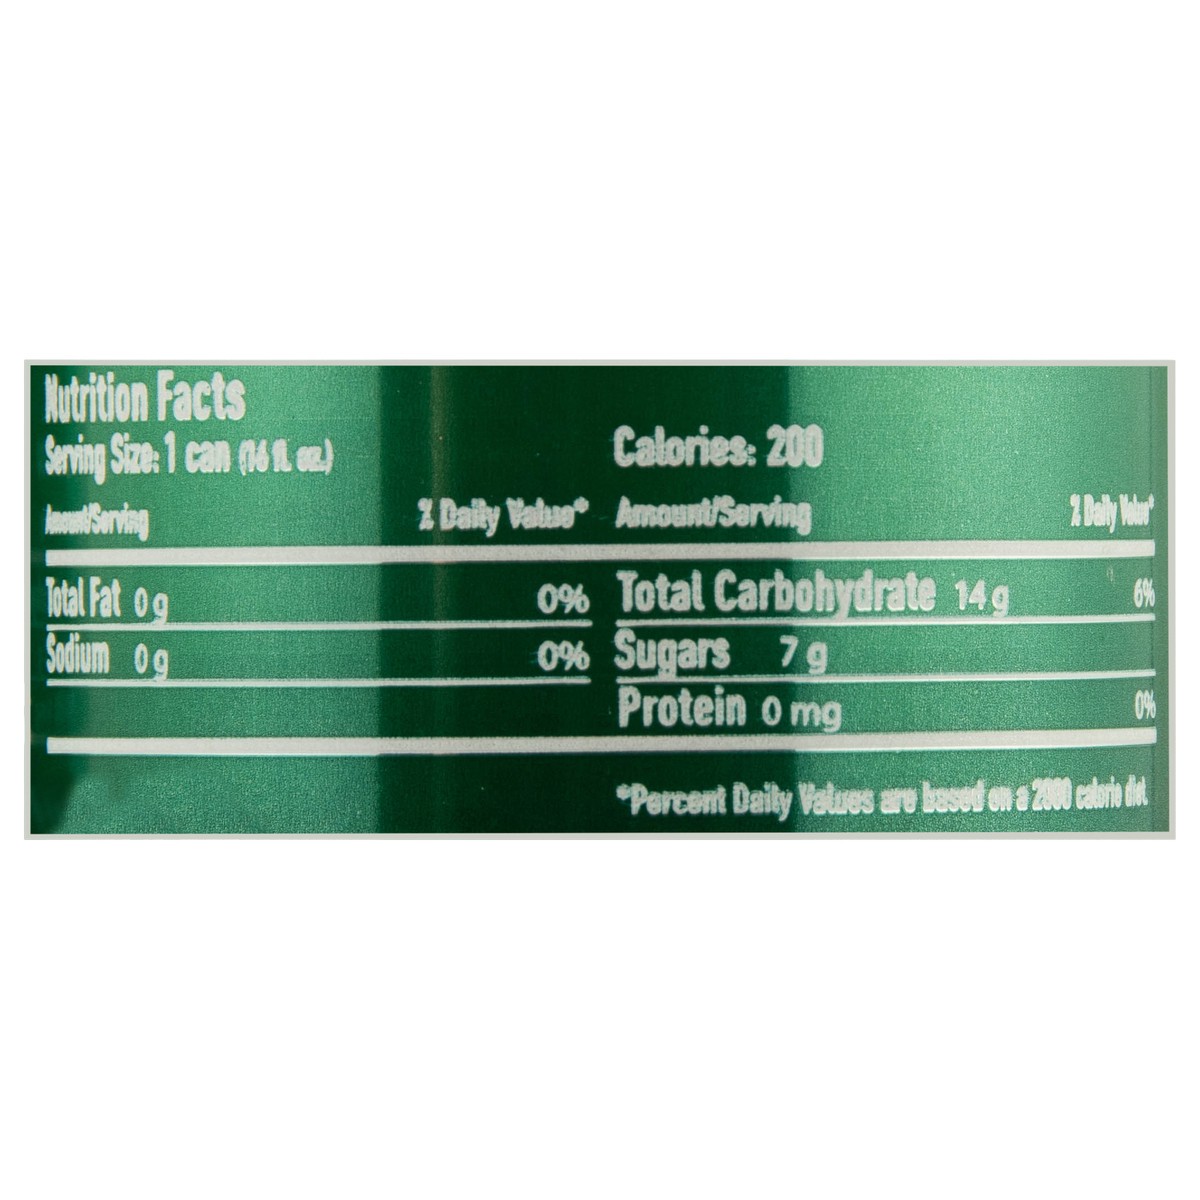 Nutrition Facts
Serving Size: 1 can (16 fl. oz.)
Calories: 200
Amount/Serving % Daily Value* Amount/Serving % Daily Value*
Total Fat 0 g 0% Total Carbohydrate 14 g 6%
Sodium 0 g 0% Sugars 7 g
Protein 0 mg 0%
*Percent Daily Values are based on a 2000 calorie diet.